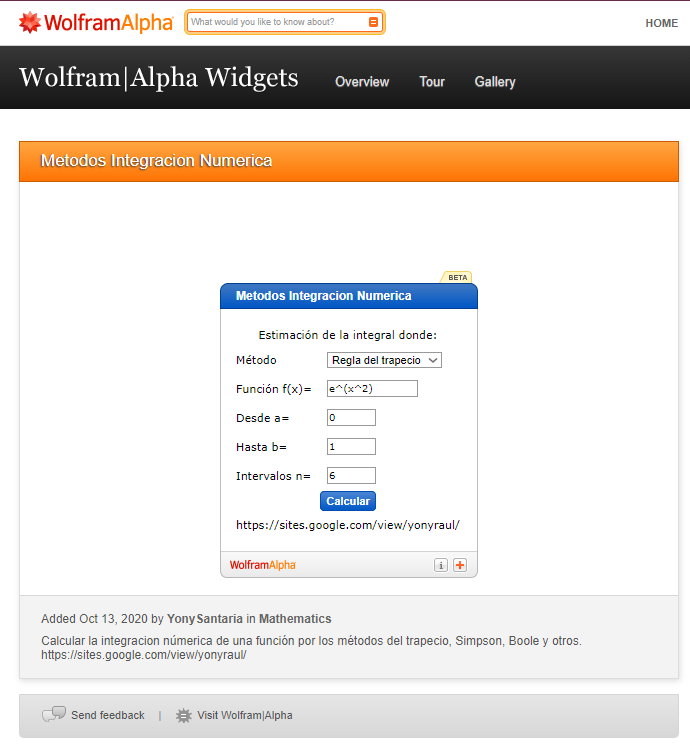 WolframAlpha What would you like to know about? HOME
Wolfram|Alpha Widgets Overview Tour Gallery
Metodos Integracion Numerica
BETA
Metodos Integracion Numerica
Estimación de la integral donde:
Método Regla del trapecio
Función f(x)= e^(x^2)
Desde a= 0
Hasta b= 1
Intervalos n= 6
Calcular
https://sites.google.com/view/yonyraul/
WolframAlpha i
Added Oct 13, 2020 by YonySantaria in Mathematics
Calcular la integracion númerica de una función por los métodos del trapecio, Simpson, Boole y otros.
https://sites.google.com/view/yonyraul/
Send feedback | Visit Wolfram|Alpha